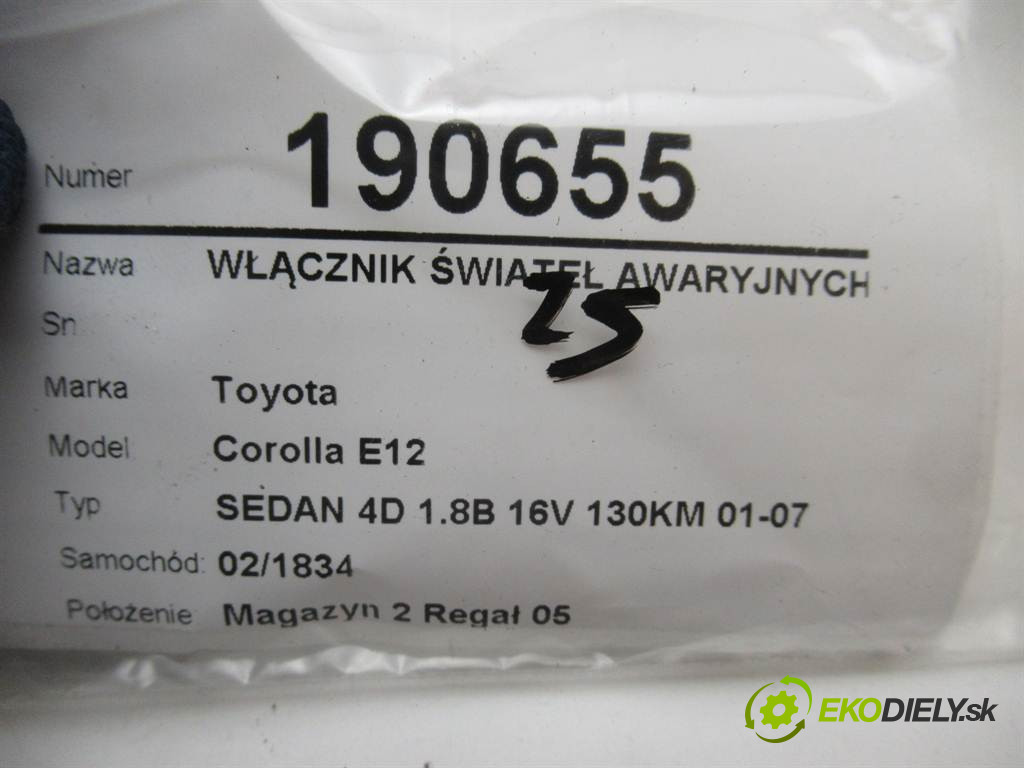 Numer 190655
Nazwa WŁĄCZNIK ŚWIATEŁ AWARYJNYCH
Sn
25
Marka Toyota
Model Corolla E12
Typ SEDAN 4D 1.8B 16V 130KM 01-07
Samochód: 02/1834
Położenie Magazyn 2 Regał 05
EKODIELY.sk